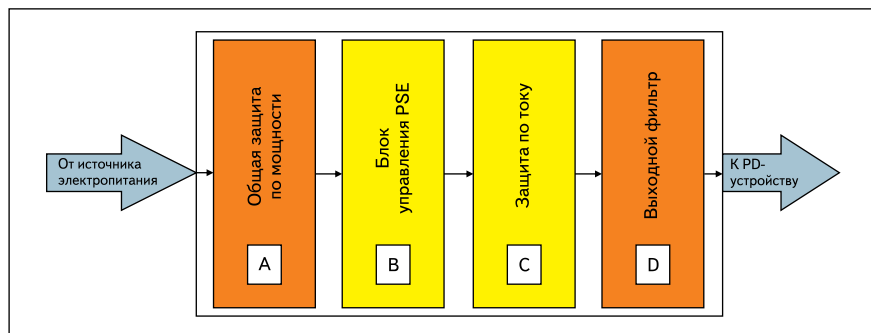 От источника
электропитания
Общая защита
по мощности
A
Блок
управления PSE
B
Защита по току
C
Выходной фильтр
D
К PD-
устройству